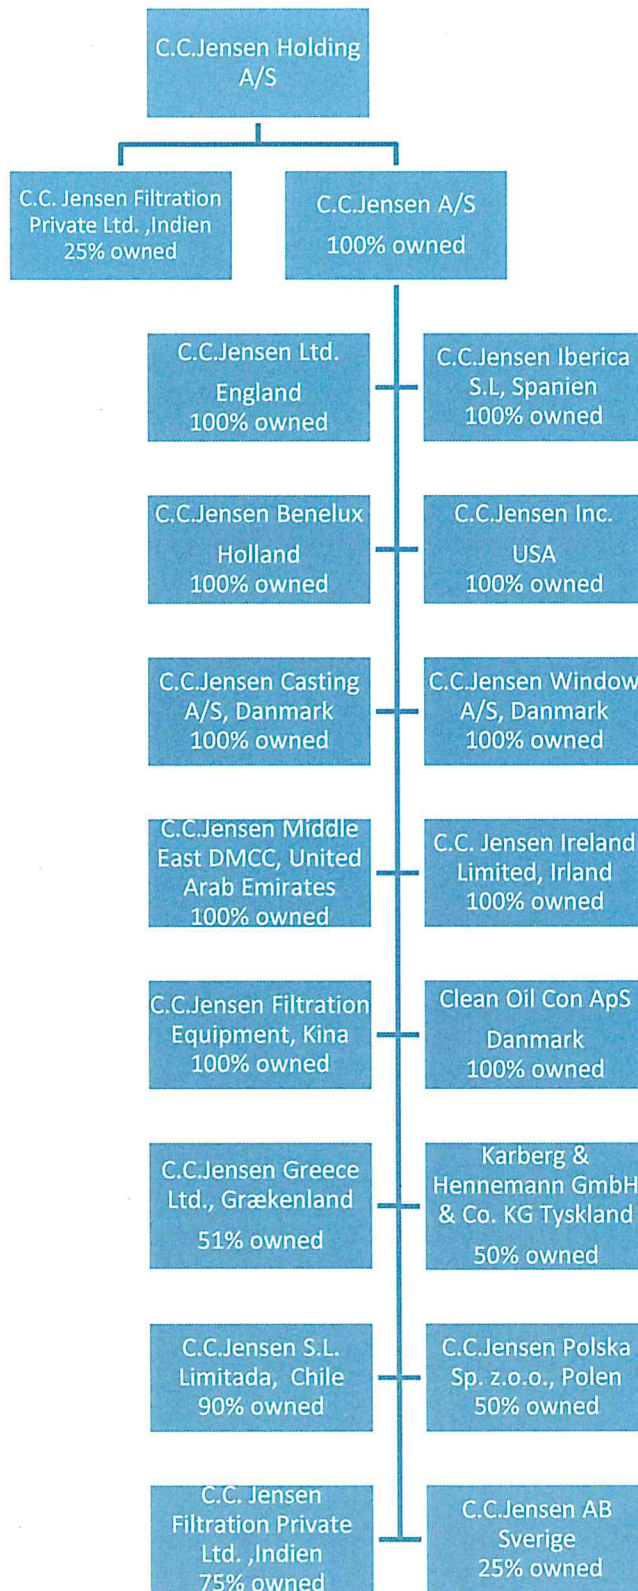 C.C.Jensen Holding
A/S
C.C. Jensen Filtration
Private Ltd. ,Indien
25% owned
C.C.Jensen A/S
100% owned
C.C.Jensen Ltd.
England
100% owned
C.C.Jensen Iberica
S.L, Spanien
100% owned
C.C.Jensen Benelux
Holland
100% owned
C.C.Jensen Inc.
USA
100% owned
C.C.Jensen Casting
A/S, Danmark
100% owned
C.C.Jensen Window
A/S, Danmark
100% owned
C.C.Jensen Middle
East DMCC, United
Arab Emirates
100% owned
C.C. Jensen Ireland
Limited, Irland
100% owned
C.C.Jensen Filtration
Equipment, Kina
100% owned
Clean Oil Con ApS
Danmark
100% owned
C.C.Jensen Greece
Ltd., Grækenland
51% owned
Karberg &
Hennemann GmbH
& Co. KG Tyskland
50% owned
C.C.Jensen S.L.
Limitada, Chile
90% owned
C.C.Jensen Polska
Sp. z.o.o., Polen
50% owned
C.C. Jensen
Filtration Private
Ltd. ,Indien
75% owned
C.C.Jensen AB
Sverige
25% owned